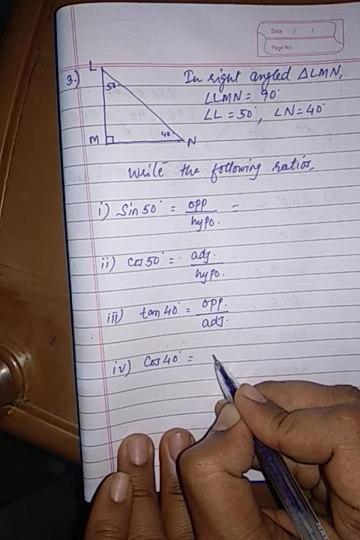 Date / /
Page No:
3.)
L
50°
M
40°
N
In right angled △LMN,
∠LMN = 90°
∠L = 50°, ∠N = 40°
Write the following ratios.
i) Sin 50° = opp/hypo. =
ii) cos 50° = adj./hypo.
iii) tan 40° = opp./adj.
iv) Cos 40° =